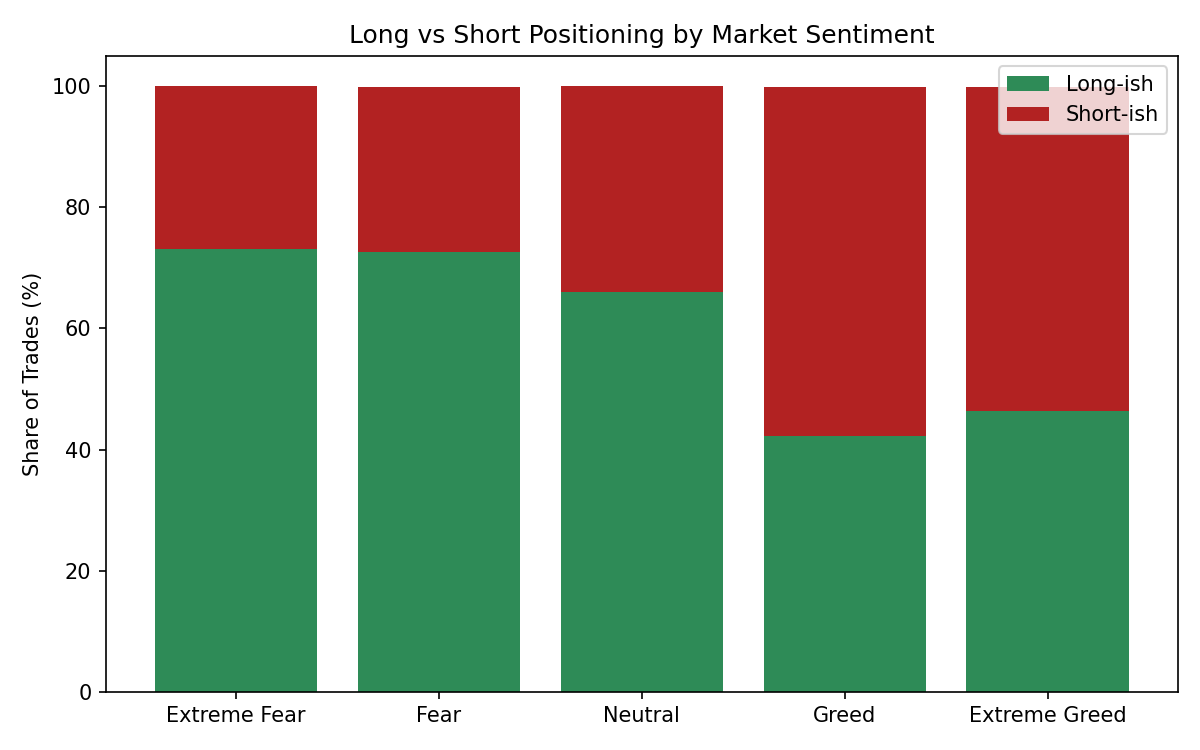 Long vs Short Positioning by Market Sentiment
Long-ish
Short-ish
Share of Trades (%)
100
80
60
40
20
0
Extreme Fear
Fear
Neutral
Greed
Extreme Greed